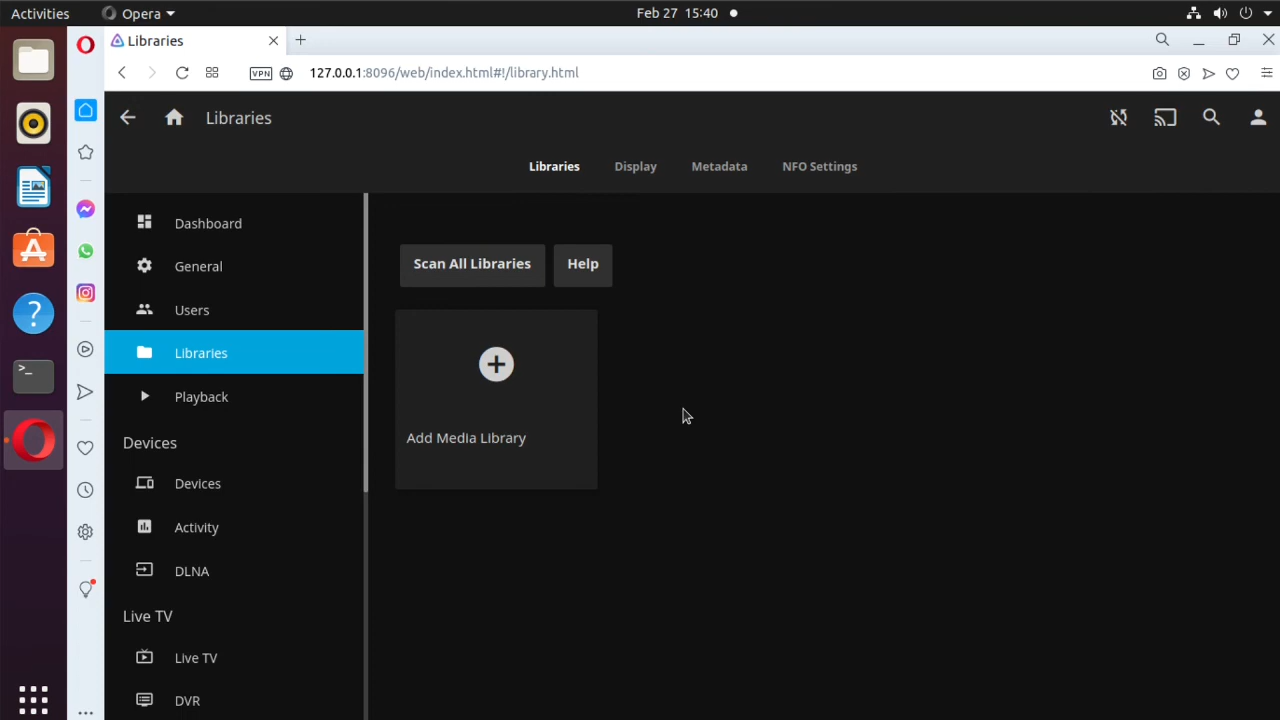 Activities
Opera
Feb 27 15:40
Libraries
VPN
127.0.0.1:8096/web/index.html#!/library.html
Libraries
Libraries
Display
Metadata
NFO Settings
Dashboard
General
Users
Libraries
Playback
Devices
Devices
Activity
DLNA
Live TV
Live TV
DVR
Scan All Libraries
Help
Add Media Library